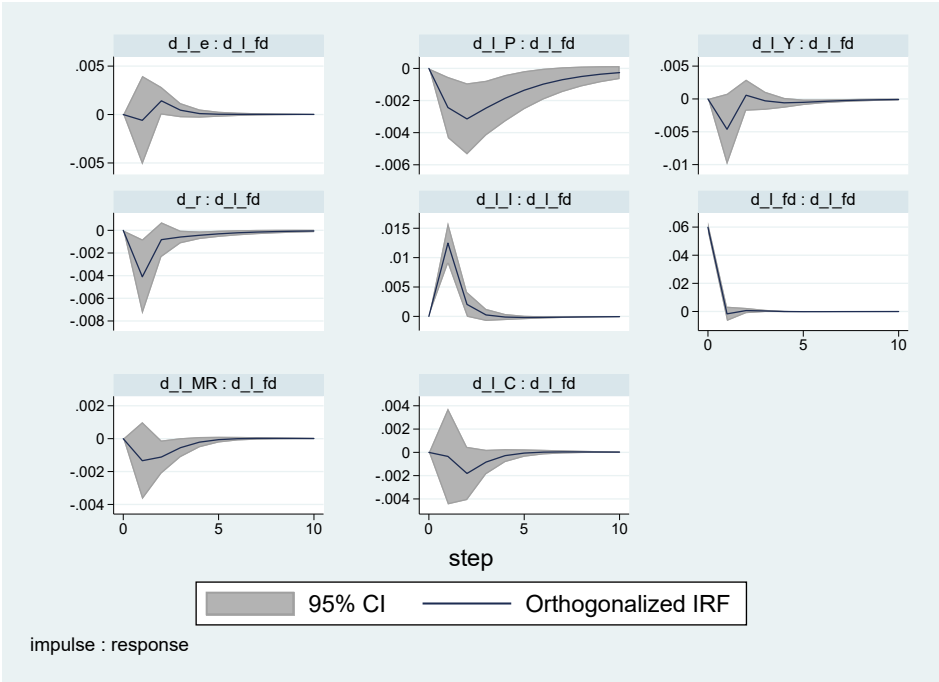 d_l_e : d_l_fd
.005
0
-.005
d_l_P : d_l_fd
0
-.002
-.004
-.006
d_l_Y : d_l_fd
.005
0
-.005
-.01
d_r : d_l_fd
0
-.002
-.004
-.006
-.008
d_l_I : d_l_fd
.015
.01
.005
0
d_l_fd : d_l_fd
.06
.04
.02
0
0 5 10
d_l_MR : d_l_fd
.002
0
-.002
-.004
0 5 10
d_l_C : d_l_fd
.004
.002
0
-.002
-.004
0 5 10
step
95% CI Orthogonalized IRF
impulse : response